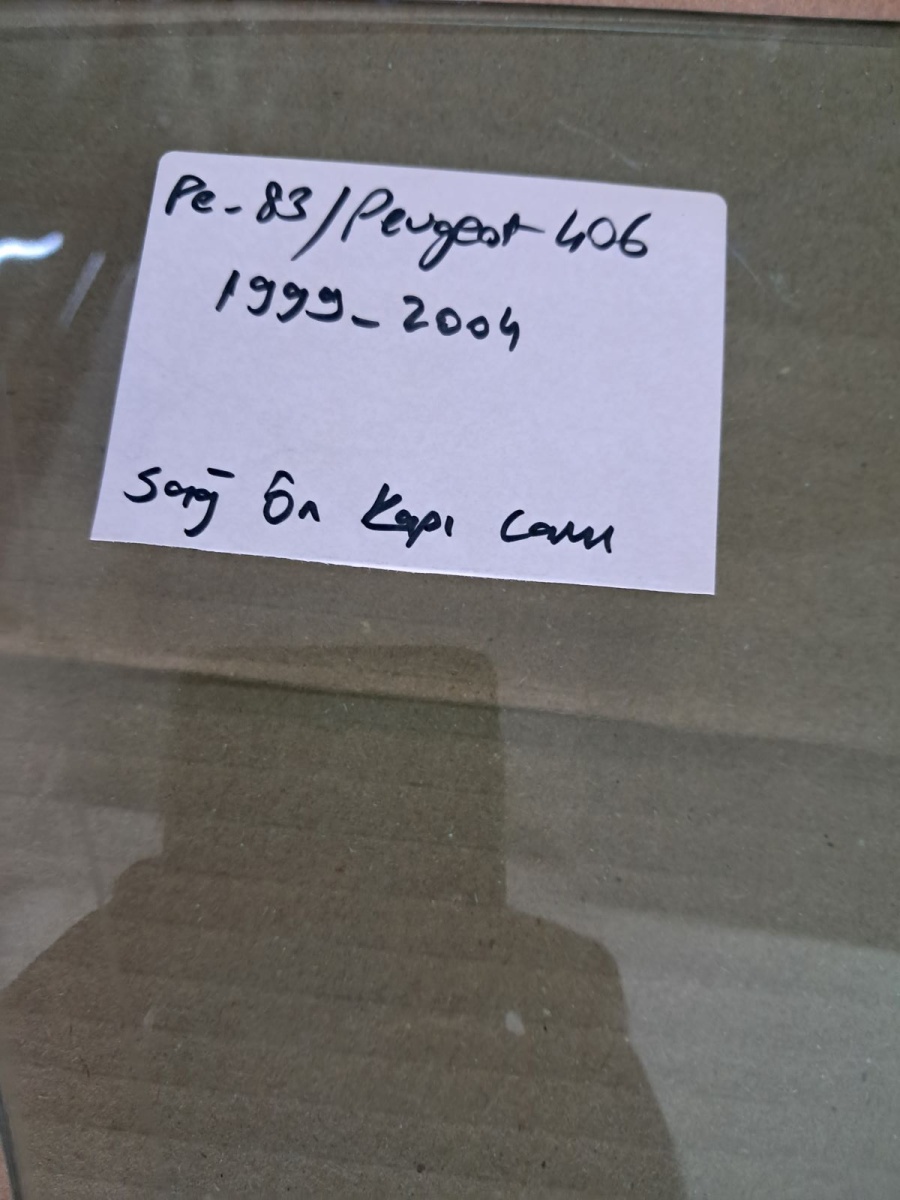 Pe-83/Peugeot 406
1999-2004
Sağ Ön Kapı Camı